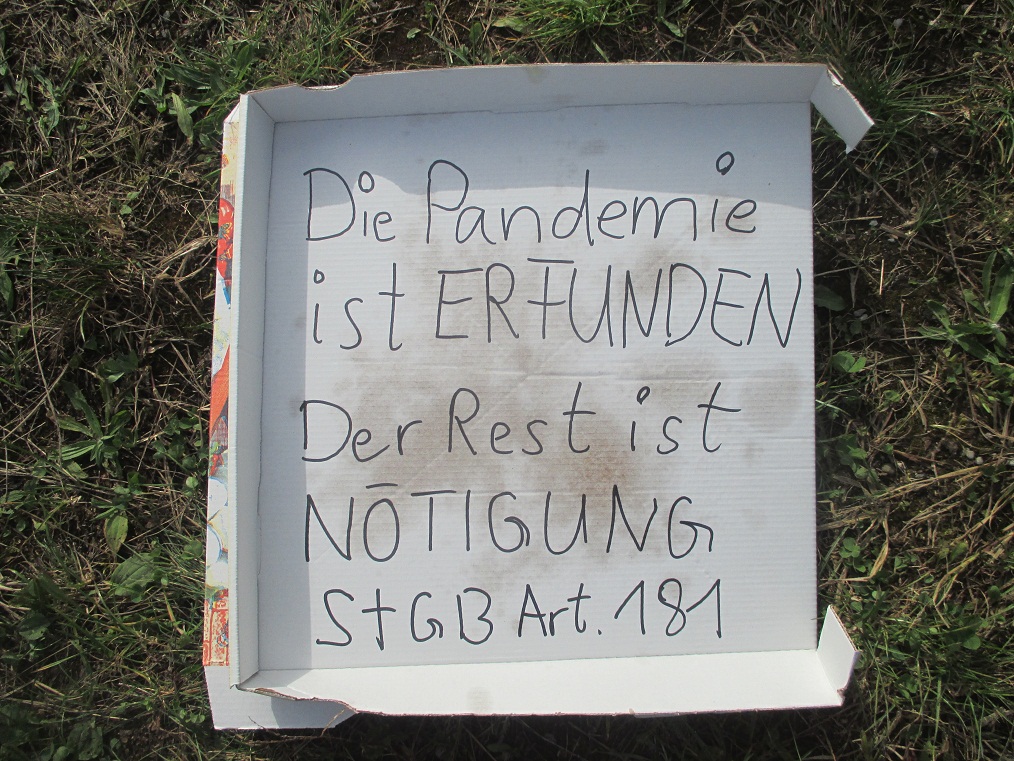 Die Pandemie
ist ERFUNDEN
Der Rest ist
NÖTIGUNG
StGB Art. 181